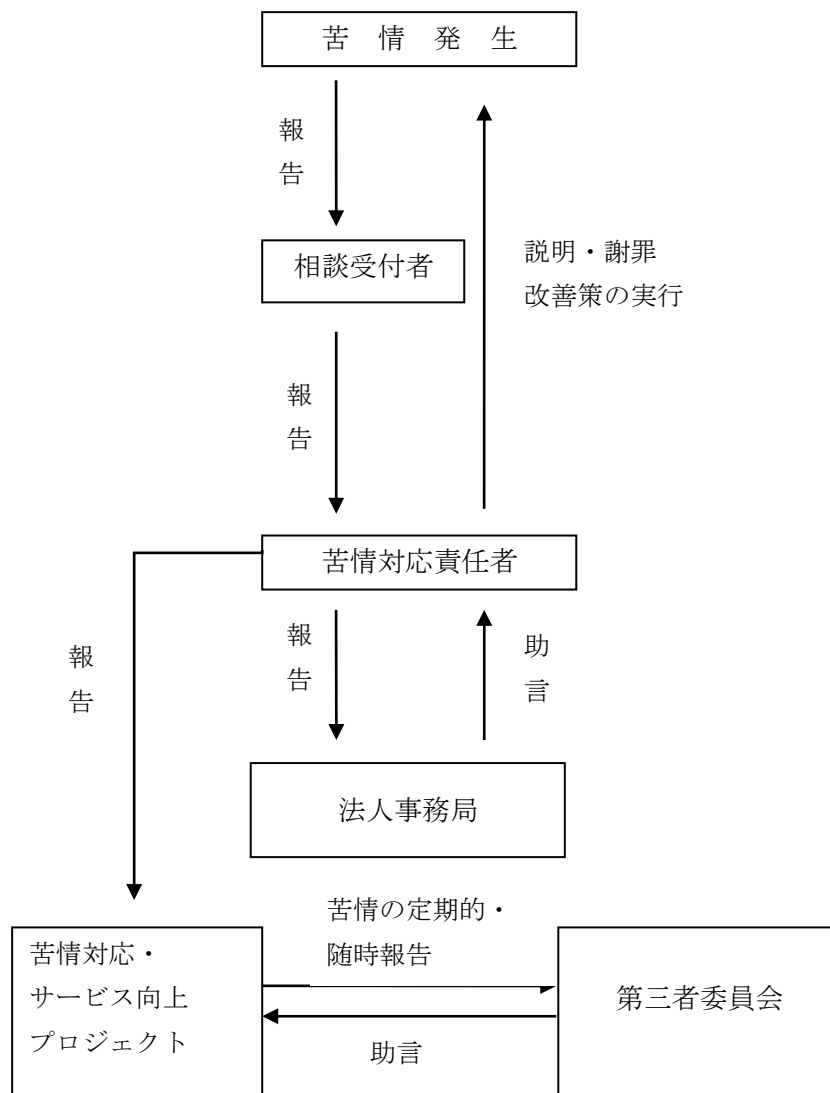 苦 情 発 生
報
告
相談受付者
説明・謝罪
改善策の実行
報
告
苦情対応責任者
報
告
報
告
助
言
法人事務局
苦情の定期的・
随時報告
苦情対応・
サービス向上
プロジェクト
第三者委員会
助言